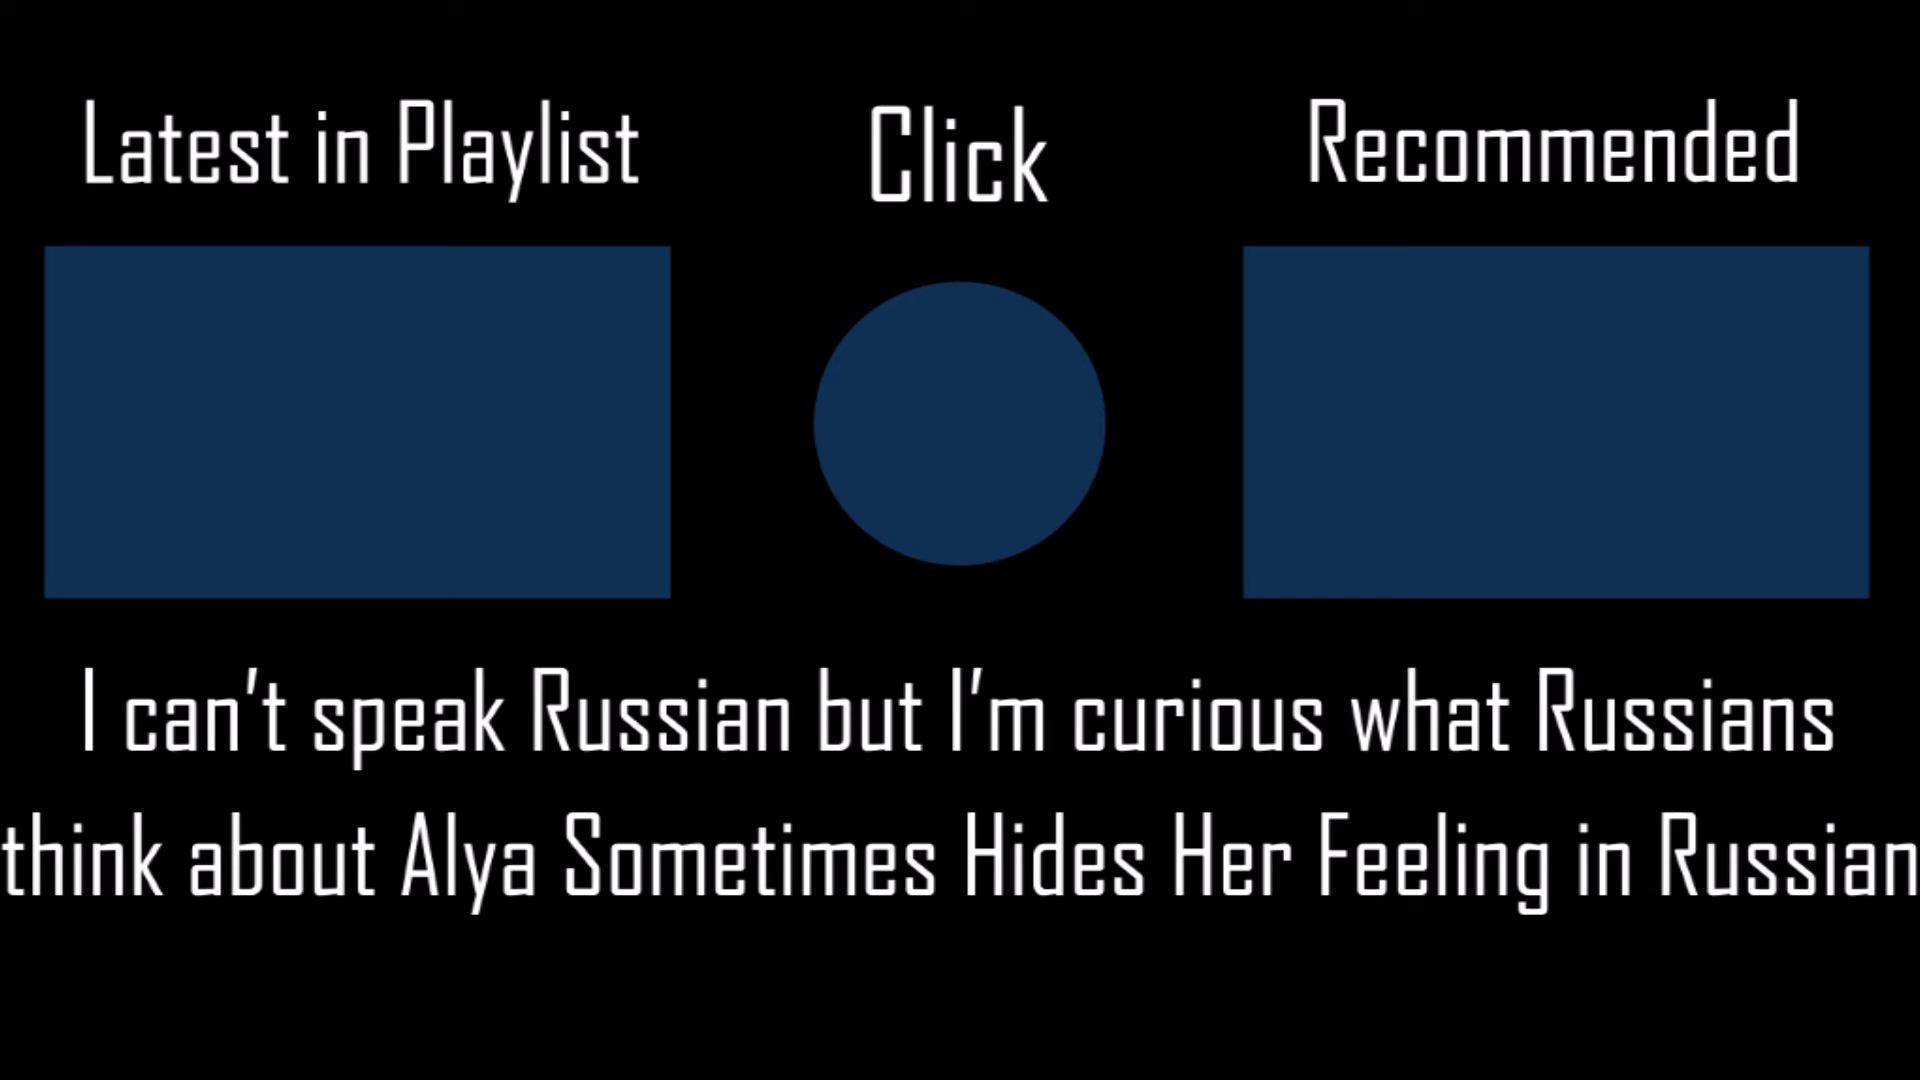 Latest in Playlist
Click
Recommended
I can't speak Russian but I'm curious what Russians
think about Alya Sometimes Hides Her Feeling in Russian